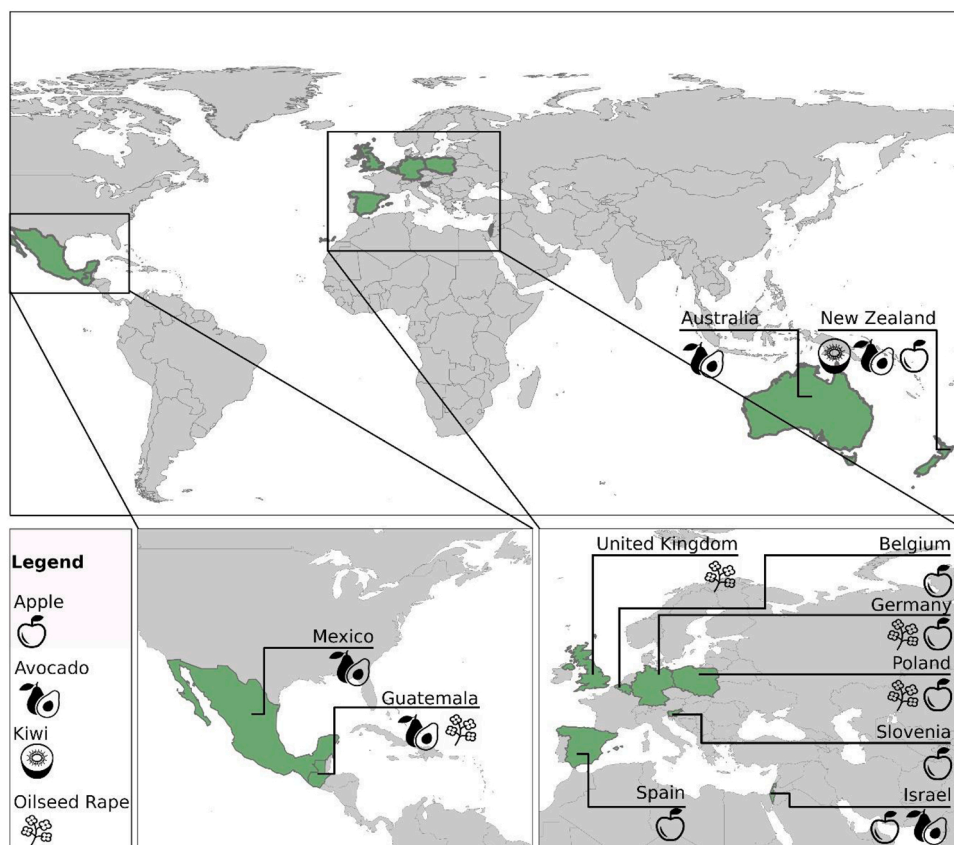 Australia
New Zealand
Legend
Apple
Avocado
Kiwi
Oilseed Rape
Mexico
Guatemala
United Kingdom
Belgium
Germany
Poland
Slovenia
Spain
Israel